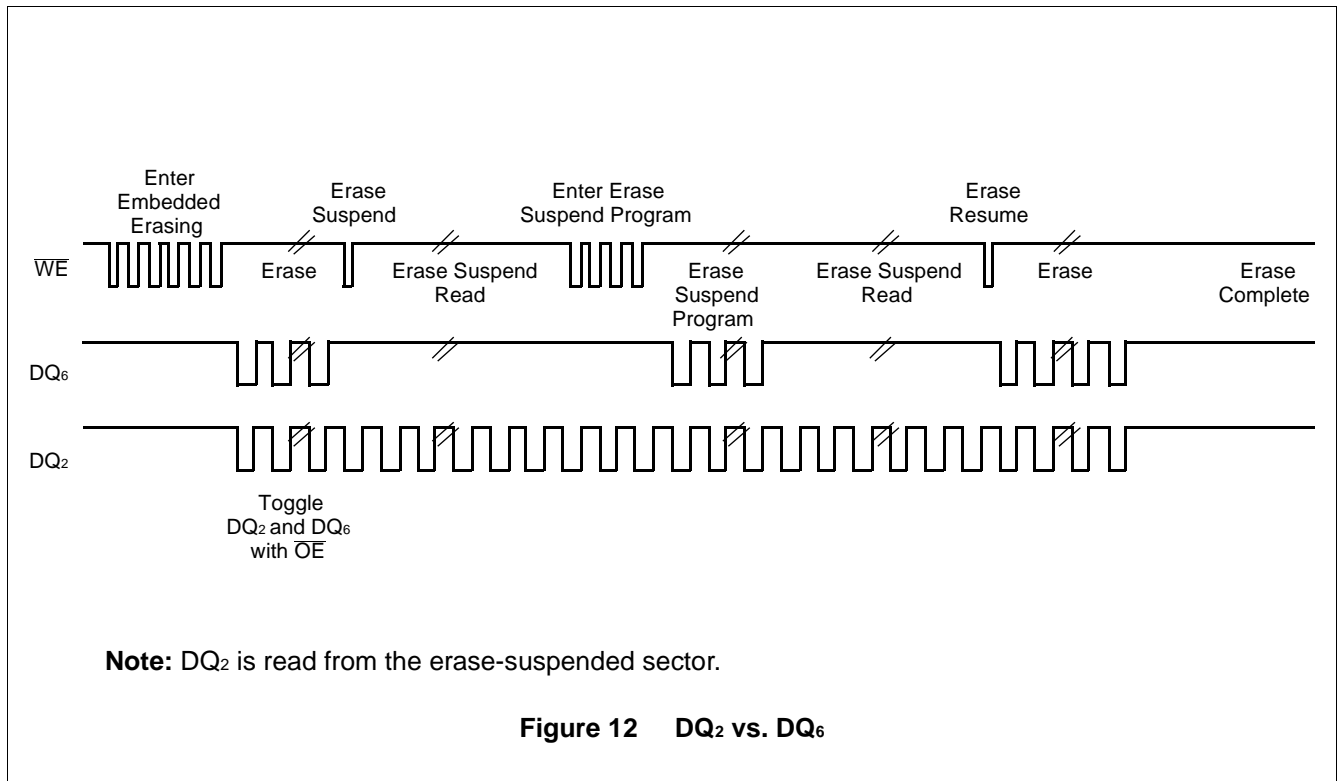 Enter
Embedded
Erasing
Erase
Suspend
Enter Erase
Suspend Program
Erase
Resume
WE
Erase
Erase Suspend
Read
Erase
Suspend
Program
Erase Suspend
Read
Erase
Erase
Complete
DQ6
DQ2
Toggle
DQ2 and DQ6
with OE
Note: DQ2 is read from the erase-suspended sector.
Figure 12 DQ2 vs. DQ6